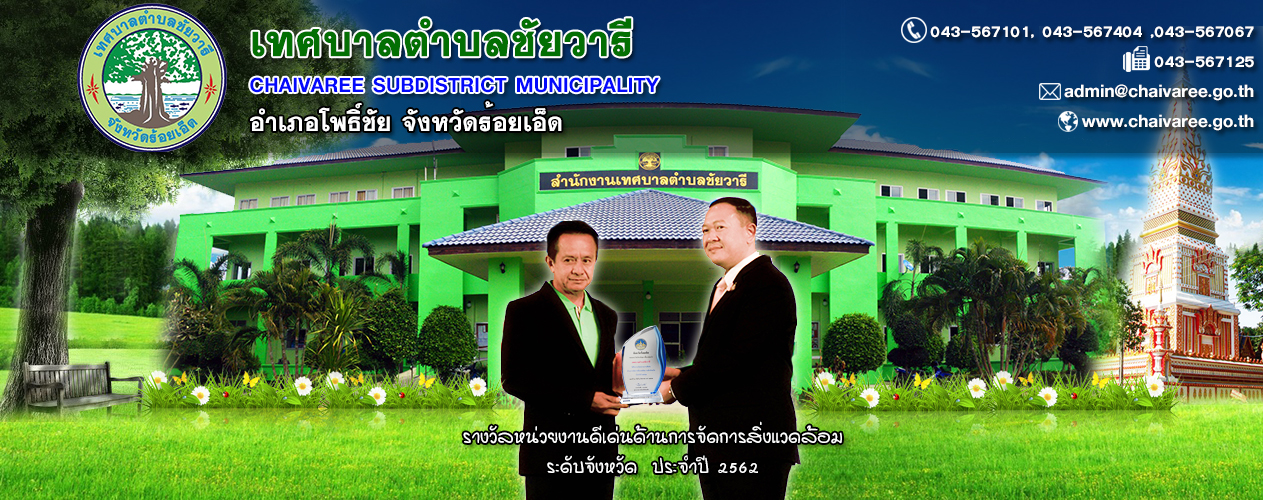 เทศบาลตำบลชัยวารี
จังหวัดร้อยเอ็ด
เทศบาลตำบลชัยวารี
CHAIVAREE SUBDISTRICT MUNICIPALITY
อำเภอโพธิ์ชัย จังหวัดร้อยเอ็ด
043-567101, 043-567404 ,043-567067
043-567125
admin@chaivaree.go.th
www.chaivaree.go.th
สำนักงานเทศบาลตำบลชัยวารี
รางวัลหน่วยงานดีเด่นด้านการจัดการสิ่งแวดล้อม
ระดับจังหวัด ประจำปี 2562